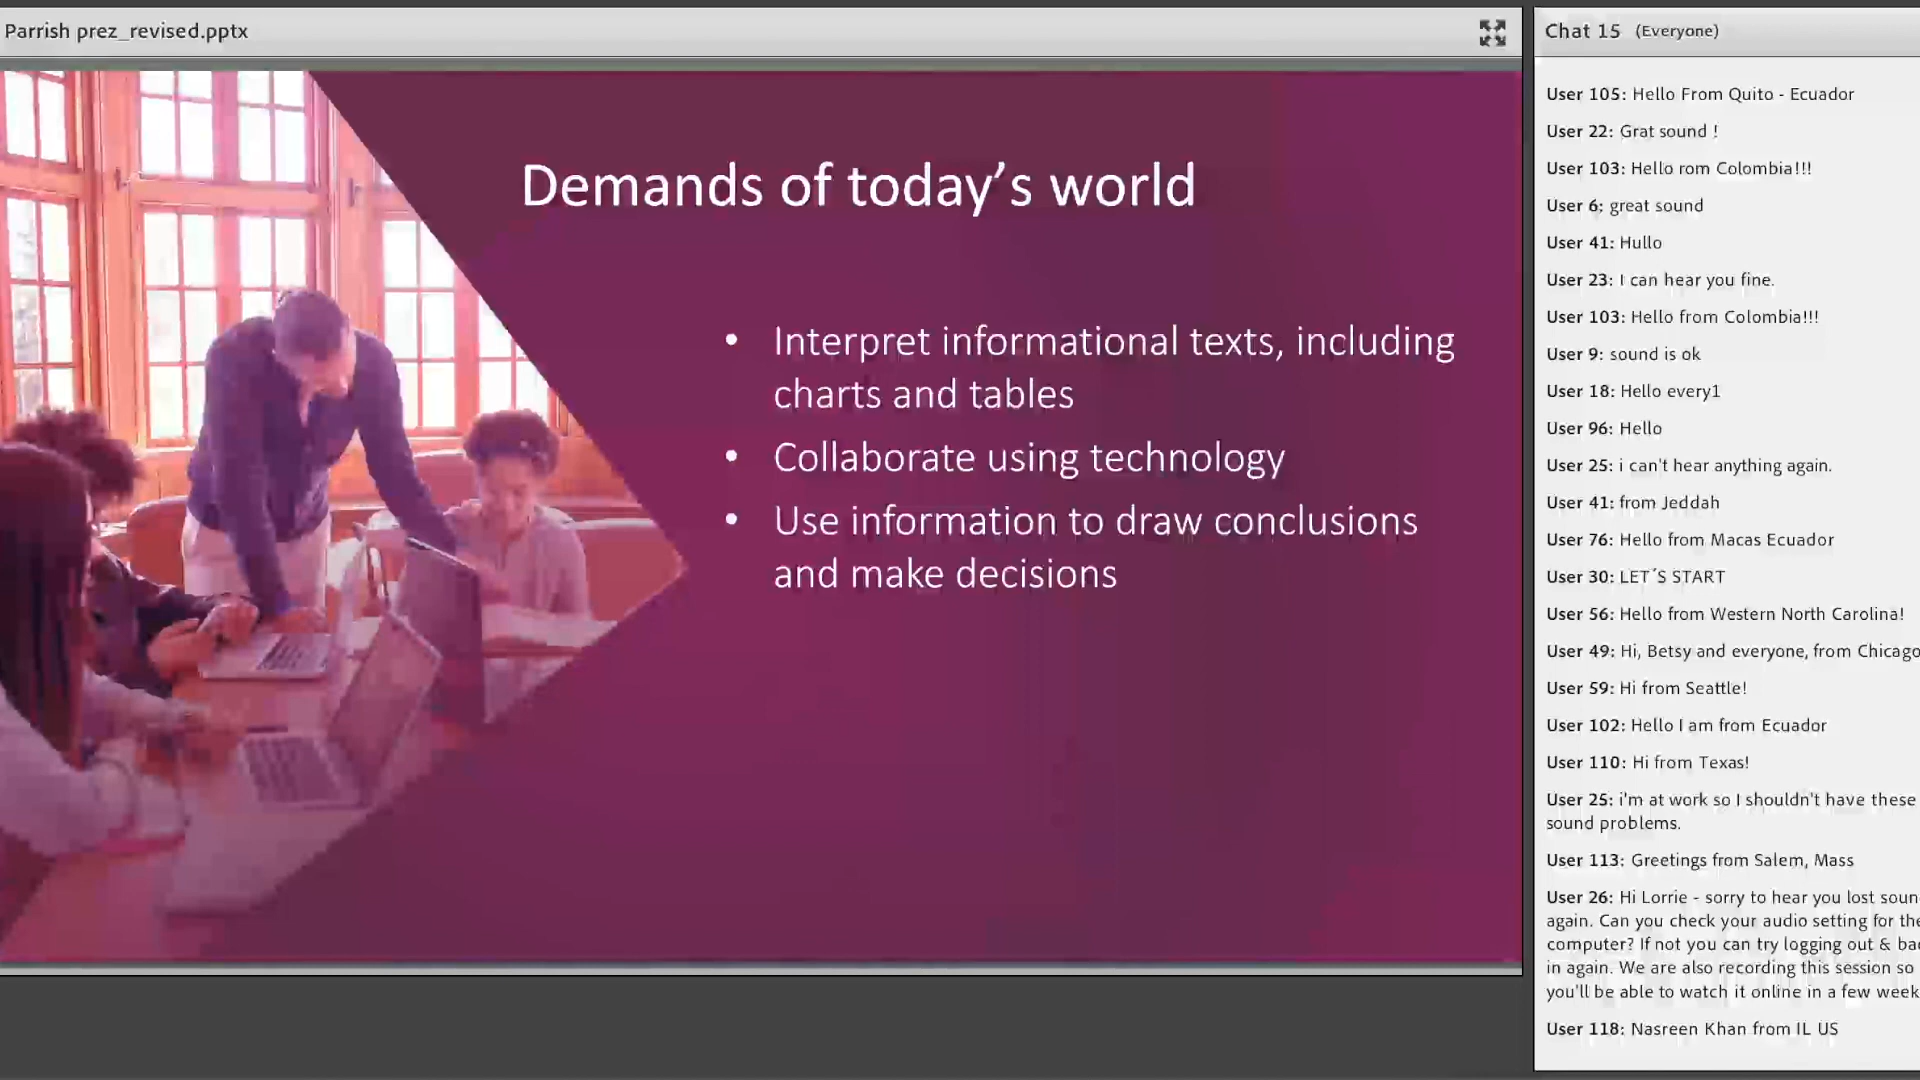 Parrish prez_revised.pptx
Demands of today’s world
• Interpret informational texts, including
charts and tables
• Collaborate using technology
• Use information to draw conclusions
and make decisions
Chat 15 (Everyone)
User 105: Hello From Quito - Ecuador
User 22: Grat sound !
User 103: Hello rom Colombia!!!
User 6: great sound
User 41: Hullo
User 23: I can hear you fine.
User 103: Hello from Colombia!!!
User 9: sound is ok
User 18: Hello every1
User 96: Hello
User 25: i can't hear anything again.
User 41: from Jeddah
User 76: Hello from Macas Ecuador
User 30: LET´S START
User 56: Hello from Western North Carolina!
User 49: Hi, Betsy and everyone, from Chicago
User 59: Hi from Seattle!
User 102: Hello I am from Ecuador
User 110: Hi from Texas!
User 25: i'm at work so I shouldn't have these
sound problems.
User 113: Greetings from Salem, Mass
User 26: Hi Lorrie - sorry to hear you lost soun
again. Can you check your audio setting for the
computer? If not you can try logging out & ba
in again. We are also recording this session so
you'll be able to watch it online in a few week
User 118: Nasreen Khan from IL US